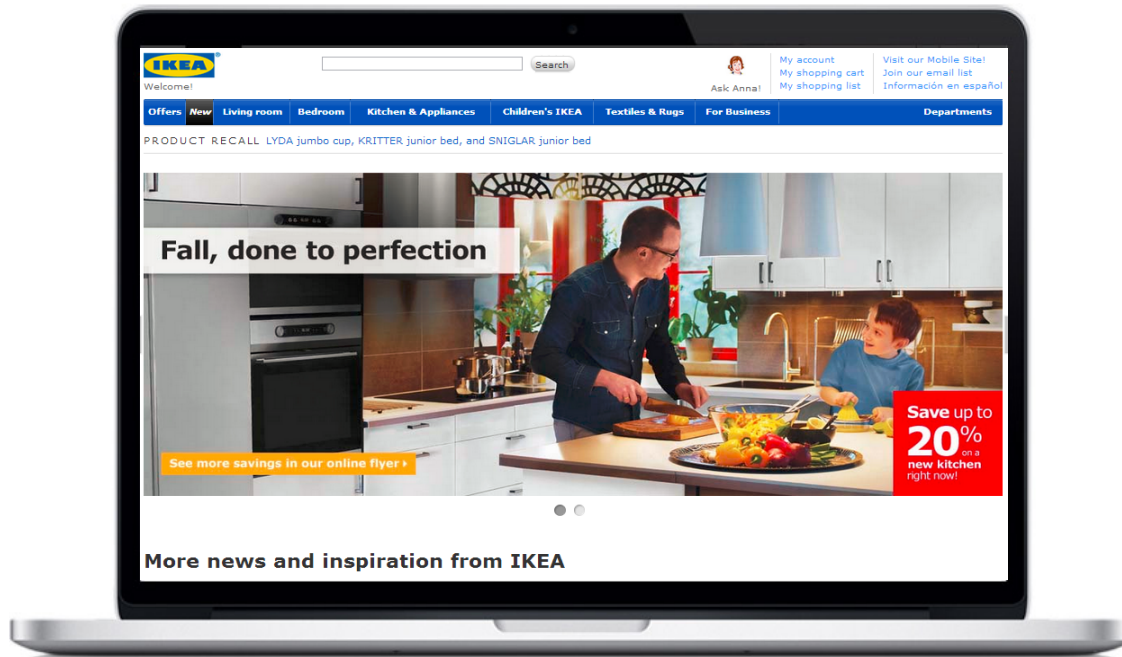 IKEA®
Search
Welcome!
Ask Anna!
My account
My shopping cart
My shopping list
Visit our Mobile Site!
Join our email list
Información en español
Offers New Living room Bedroom Kitchen & Appliances Children's IKEA Textiles & Rugs For Business Departments
PRODUCT RECALL LYDA jumbo cup, KRITTER junior bed, and SNIGLAR junior bed
Fall, done to perfection
See more savings in our online flyer
Save up to
20% on a
new kitchen
right now!
More news and inspiration from IKEA